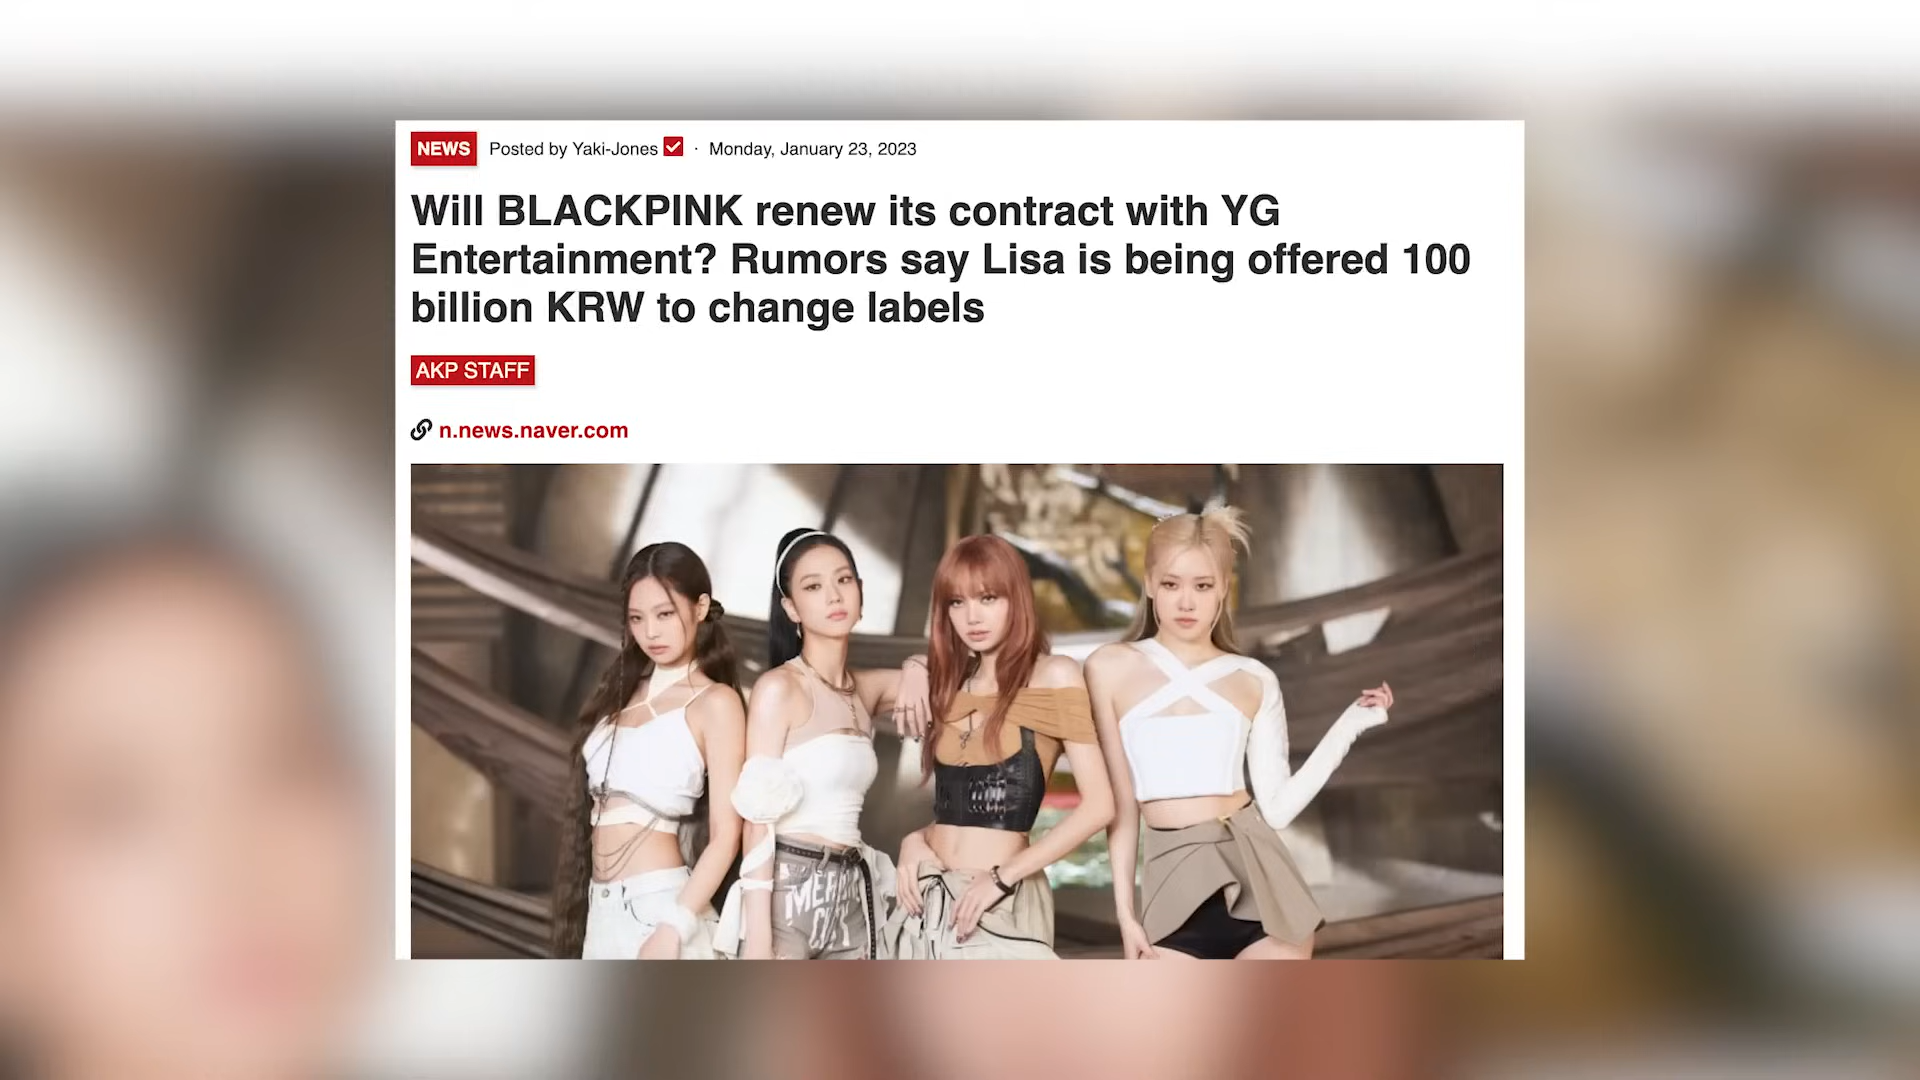 NEWS Posted by Yaki-Jones · Monday, January 23, 2023
Will BLACKPINK renew its contract with YG
Entertainment? Rumors say Lisa is being offered 100
billion KRW to change labels
AKP STAFF
n.news.naver.com